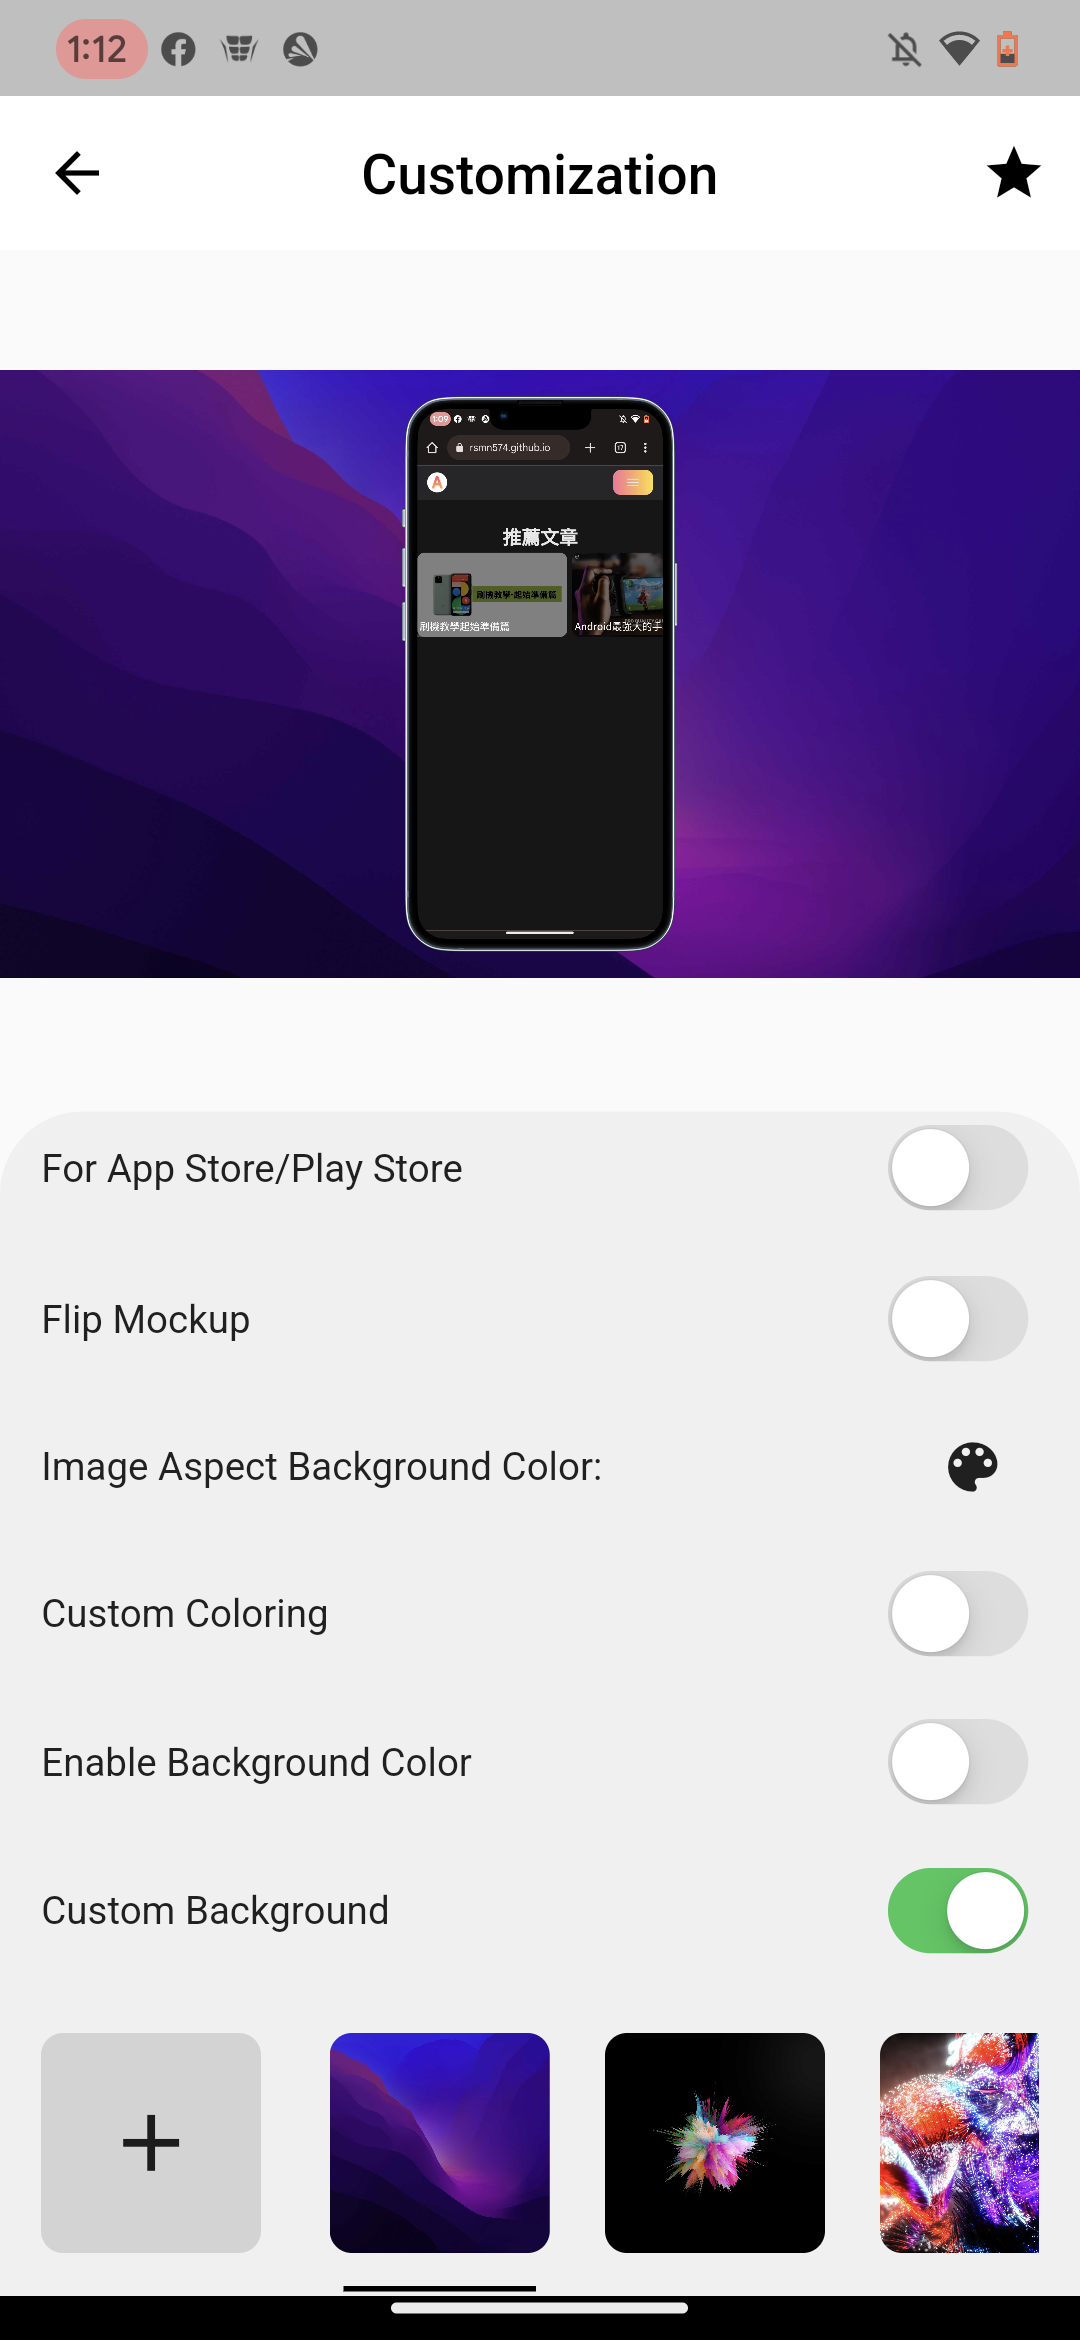 1:12
Customization
1:09
rsmn574.github.io
17
A
推薦文章
刷機教學-起始準備篇
刷機教學起始準備篇
Android最強大的手
For App Store/Play Store
Flip Mockup
Image Aspect Background Color:
Custom Coloring
Enable Background Color
Custom Background